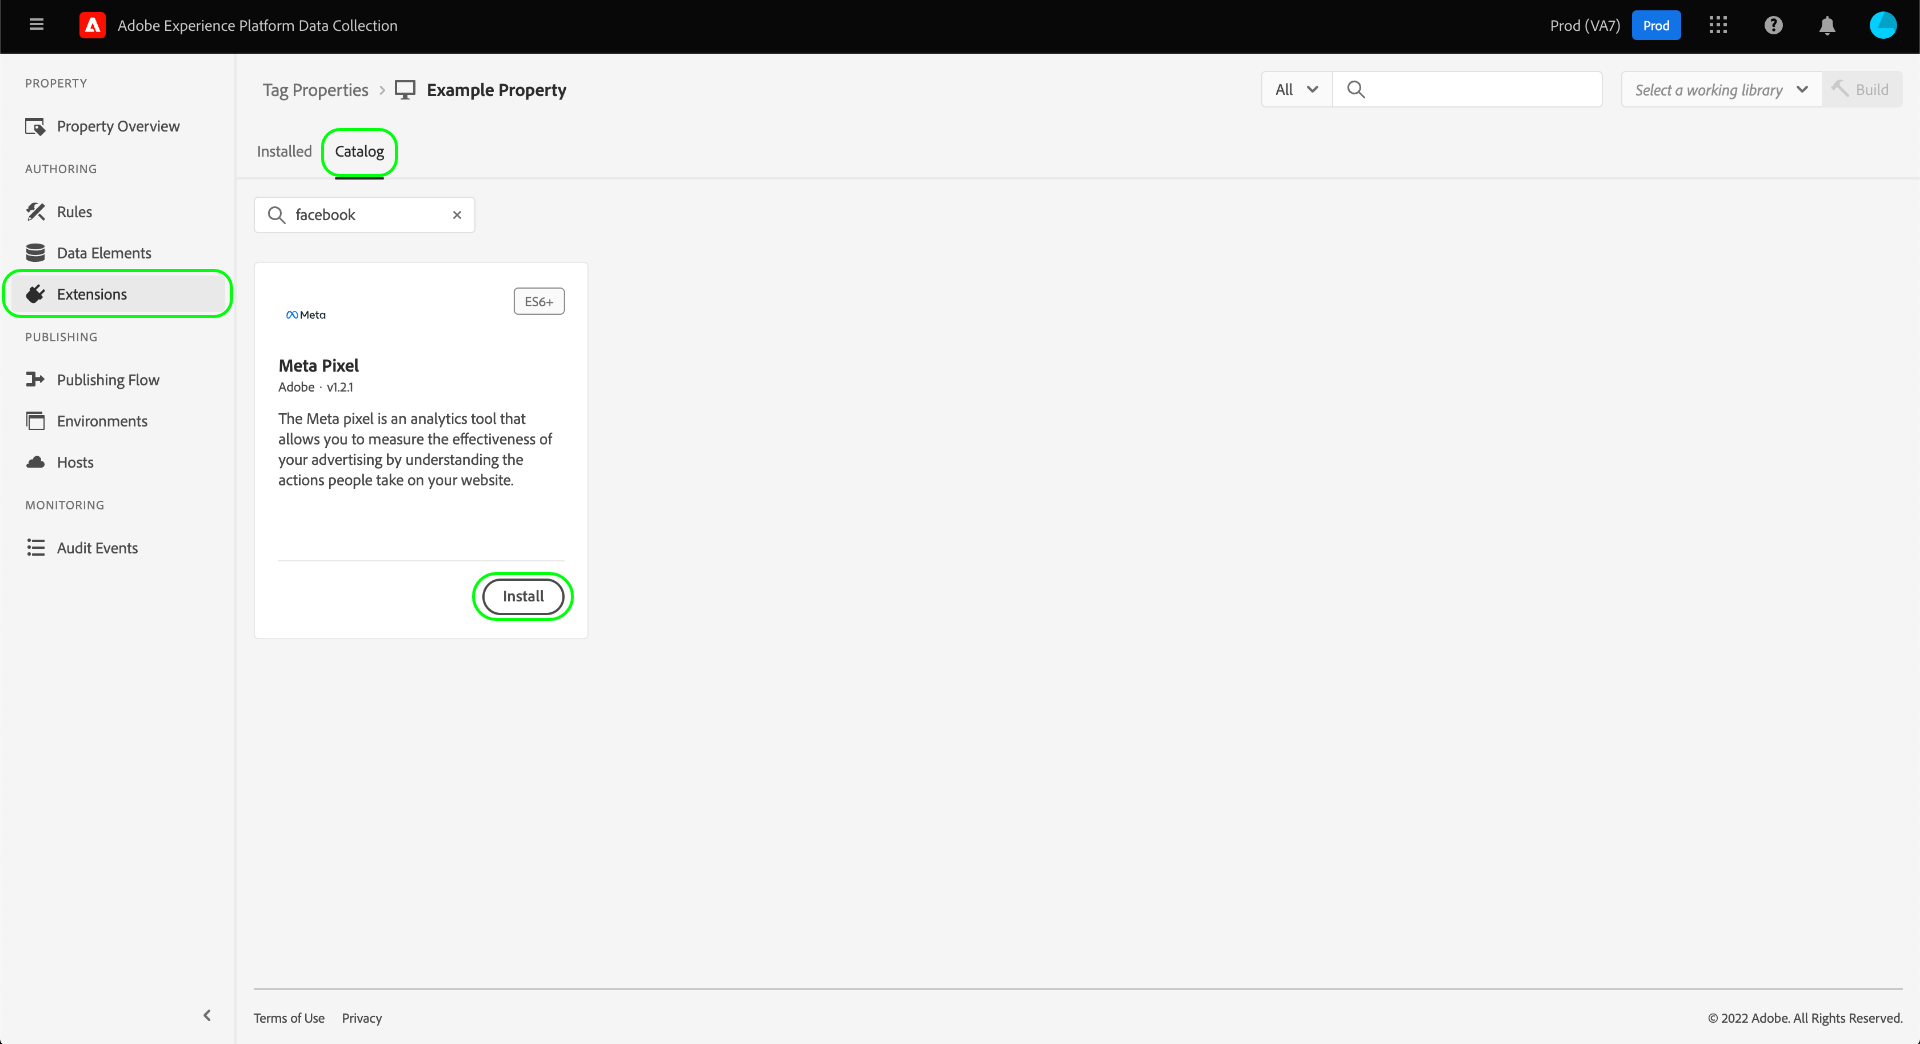 Adobe Experience Platform Data Collection
Prod (VA7)
Prod
PROPERTY
Property Overview
AUTHORING
Rules
Data Elements
Extensions
PUBLISHING
Publishing Flow
Environments
Hosts
MONITORING
Audit Events
Tag Properties
Example Property
All
Select a working library
Build
Installed
Catalog
facebook
Meta
ES6+
Meta Pixel
Adobe · v1.2.1
The Meta pixel is an analytics tool that
allows you to measure the effectiveness of
your advertising by understanding the
actions people take on your website.
Install
Terms of Use
Privacy
© 2022 Adobe. All Rights Reserved.